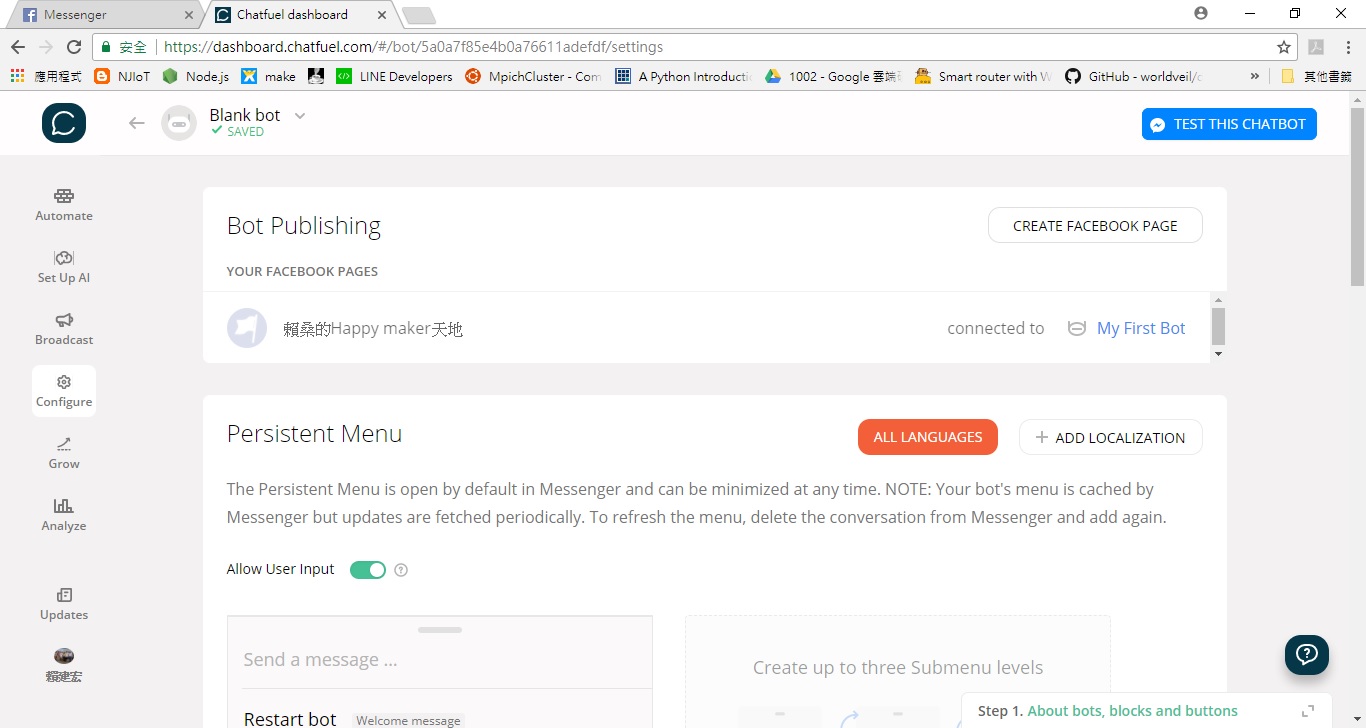 Messenger
Chatfuel dashboard
安全 https://dashboard.chatfuel.com/#/bot/5a0a7f85e4b0a76611adefdf/settings
應用程式 NJIoT Node.js make LINE Developers MpichCluster - Com A Python Introductio 1002 - Google 雲端 Smart router with W GitHub - worldveil/d » 其他書籤
Blank bot
SAVED
TEST THIS CHATBOT
Automate
Set Up AI
Broadcast
Configure
Grow
Analyze
Updates
賴建宏
Bot Publishing
CREATE FACEBOOK PAGE
YOUR FACEBOOK PAGES
賴桑的Happy maker天地 connected to My First Bot
Persistent Menu
ALL LANGUAGES
+ ADD LOCALIZATION
The Persistent Menu is open by default in Messenger and can be minimized at any time. NOTE: Your bot's menu is cached by
Messenger but updates are fetched periodically. To refresh the menu, delete the conversation from Messenger and add again.
Allow User Input ?
Send a message ...
Restart bot Welcome message
Create up to three Submenu levels
Step 1. About bots, blocks and buttons